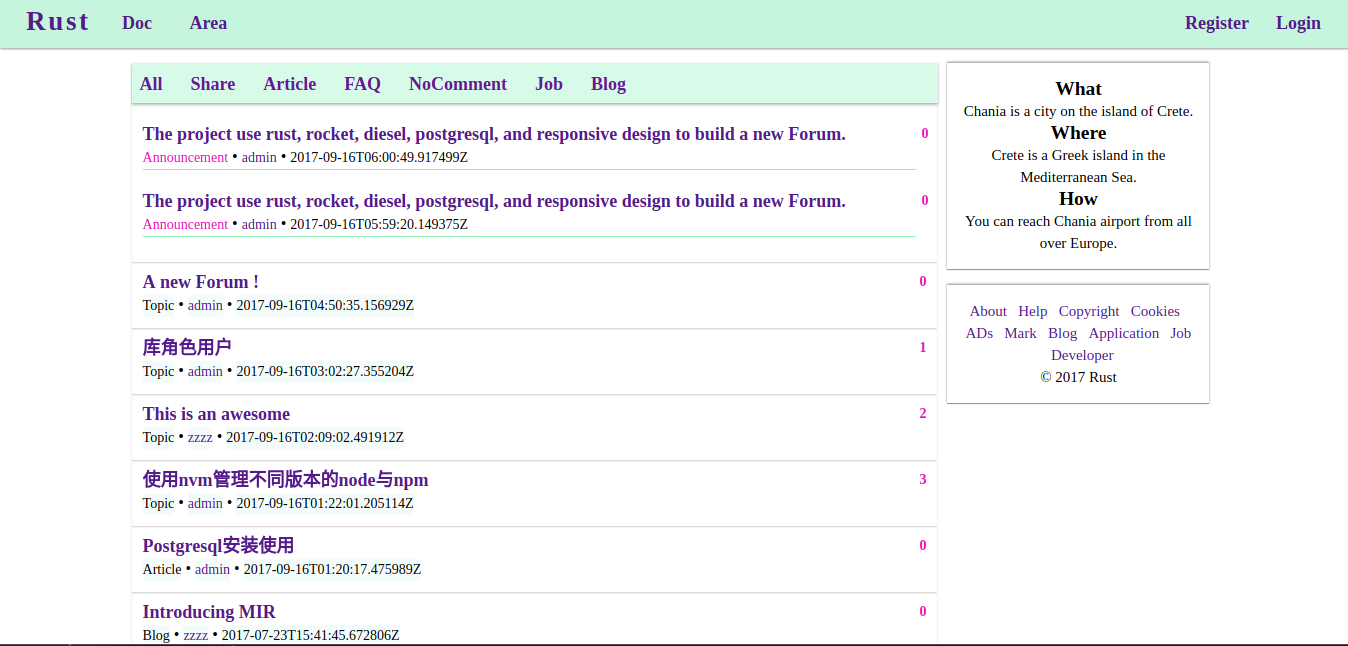 Rust Doc Area Register Login
All Share Article FAQ NoComment Job Blog
The project use rust, rocket, diesel, postgresql, and responsive design to build a new Forum. 0
Announcement • admin • 2017-09-16T06:00:49.917499Z
The project use rust, rocket, diesel, postgresql, and responsive design to build a new Forum. 0
Announcement • admin • 2017-09-16T05:59:20.149375Z
A new Forum ! 0
Topic • admin • 2017-09-16T04:50:35.156929Z
库角色用户 1
Topic • admin • 2017-09-16T03:02:27.355204Z
This is an awesome 2
Topic • zzzz • 2017-09-16T02:09:02.491912Z
使用nvm管理不同版本的node与npm 3
Topic • admin • 2017-09-16T01:22:01.205114Z
Postgresql安装使用 0
Article • admin • 2017-09-16T01:20:17.475989Z
Introducing MIR 0
Blog • zzzz • 2017-07-23T15:41:45.672806Z
What
Chania is a city on the island of Crete.
Where
Crete is a Greek island in the
Mediterranean Sea.
How
You can reach Chania airport from all
over Europe.
About Help Copyright Cookies
ADs Mark Blog Application Job
Developer
© 2017 Rust